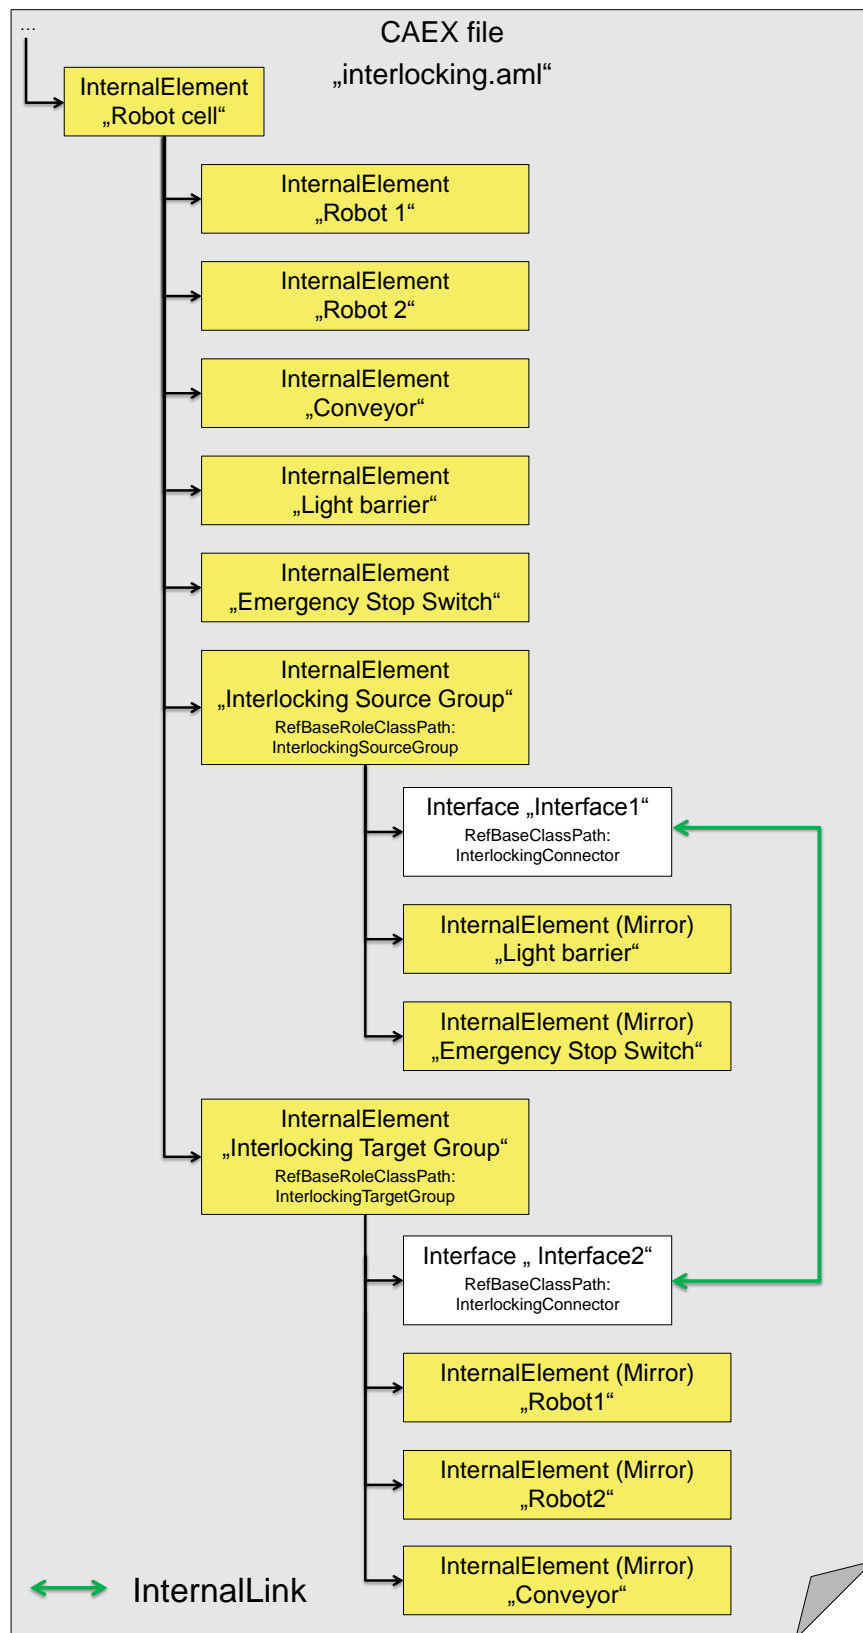 ...
CAEX file
„interlocking.aml“
InternalElement
„Robot cell“
InternalElement
„Robot 1“
InternalElement
„Robot 2“
InternalElement
„Conveyor“
InternalElement
„Light barrier“
InternalElement
„Emergency Stop Switch“
InternalElement
„Interlocking Source Group“
RefBaseRoleClassPath:
InterlockingSourceGroup
Interface „Interface1“
RefBaseClassPath:
InterlockingConnector
InternalElement (Mirror)
„Light barrier“
InternalElement (Mirror)
„Emergency Stop Switch“
InternalElement
„Interlocking Target Group“
RefBaseRoleClassPath:
InterlockingTargetGroup
Interface „ Interface2“
RefBaseClassPath:
InterlockingConnector
InternalElement (Mirror)
„Robot1“
InternalElement (Mirror)
„Robot2“
InternalElement (Mirror)
„Conveyor“
InternalLink